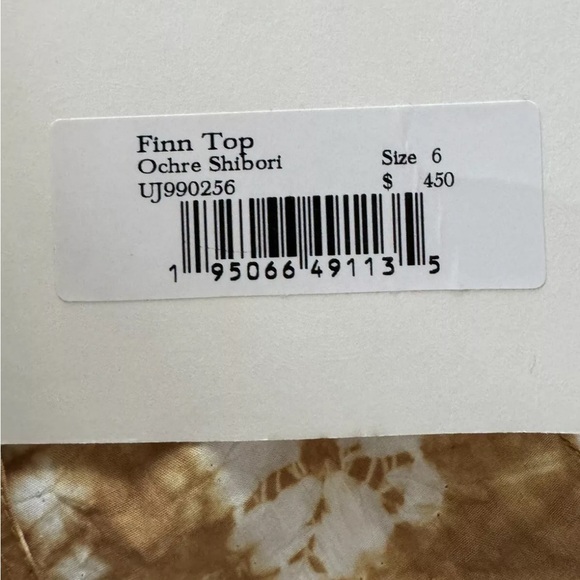 Finn Top
Ochre Shibori Size 6
UJ990256 $ 450
1 95066 49113 5